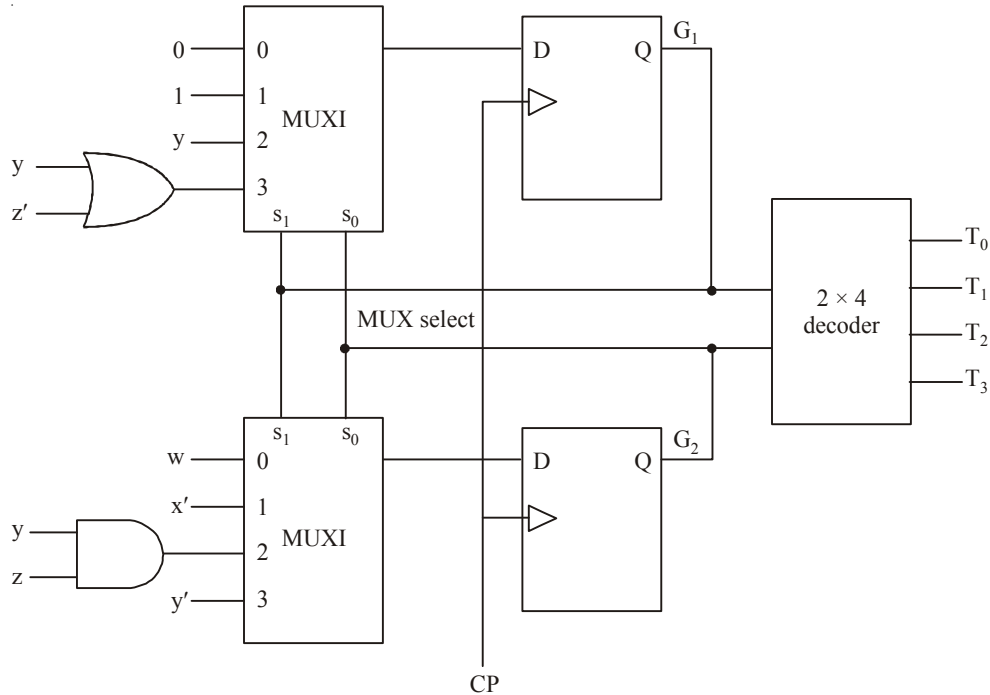 0
0
1
1
y
2
y
z′
3
MUXI
s₁
s₀
D
Q
G₁
MUX select
2 × 4
decoder
T₀
T₁
T₂
T₃
s₁
s₀
w
0
x′
1
y
z
2
y′
3
MUXI
D
Q
G₂
CP